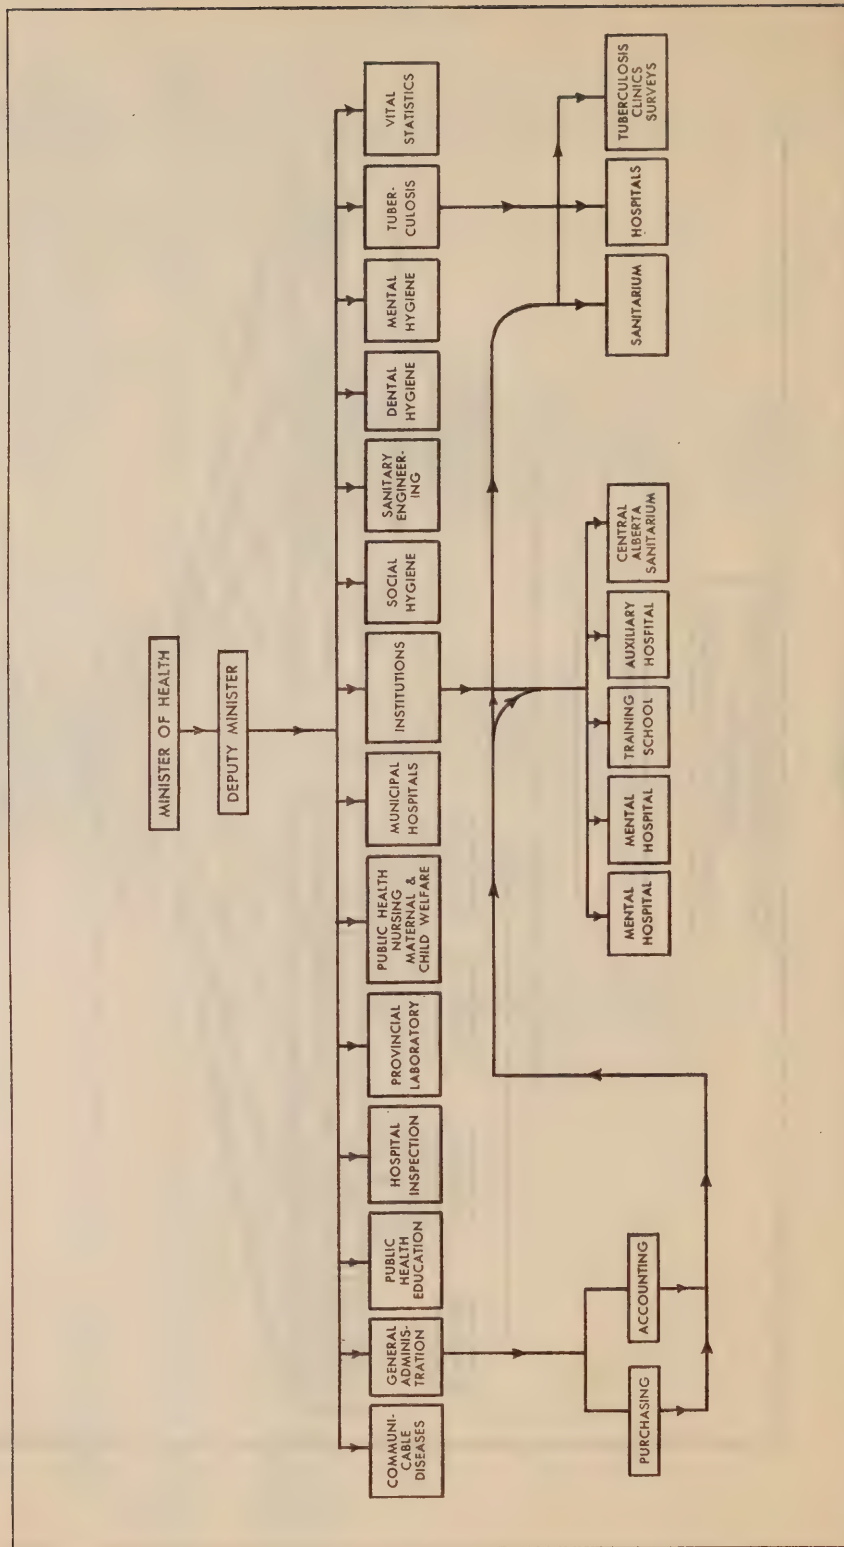 MINISTER OF HEALTH
DEPUTY MINISTER
COMMUNI-
CABLE
DISEASES
GENERAL
ADMINIS-
TRATION
PUBLIC
HEALTH
EDUCATION
HOSPITAL
INSPECTION
PROVINCIAL
LABORATORY
PUBLIC HEALTH
NURSING
MATERNAL &
CHILD WELFARE
MUNICIPAL
HOSPITALS
INSTITUTIONS
SOCIAL
HYGIENE
SANITARY
ENGINEER-
ING
DENTAL
HYGIENE
MENTAL
HYGIENE
TUBER-
CULOSIS
VITAL
STATISTICS
PURCHASING
ACCOUNTING
MENTAL
HOSPITAL
MENTAL
HOSPITAL
TRAINING
SCHOOL
AUXILIARY
HOSPITAL
CENTRAL
ALBERTA
SANITARIUM
SANITARIUM
HOSPITALS
TUBERCULOSIS
CLINICS
SURVEYS